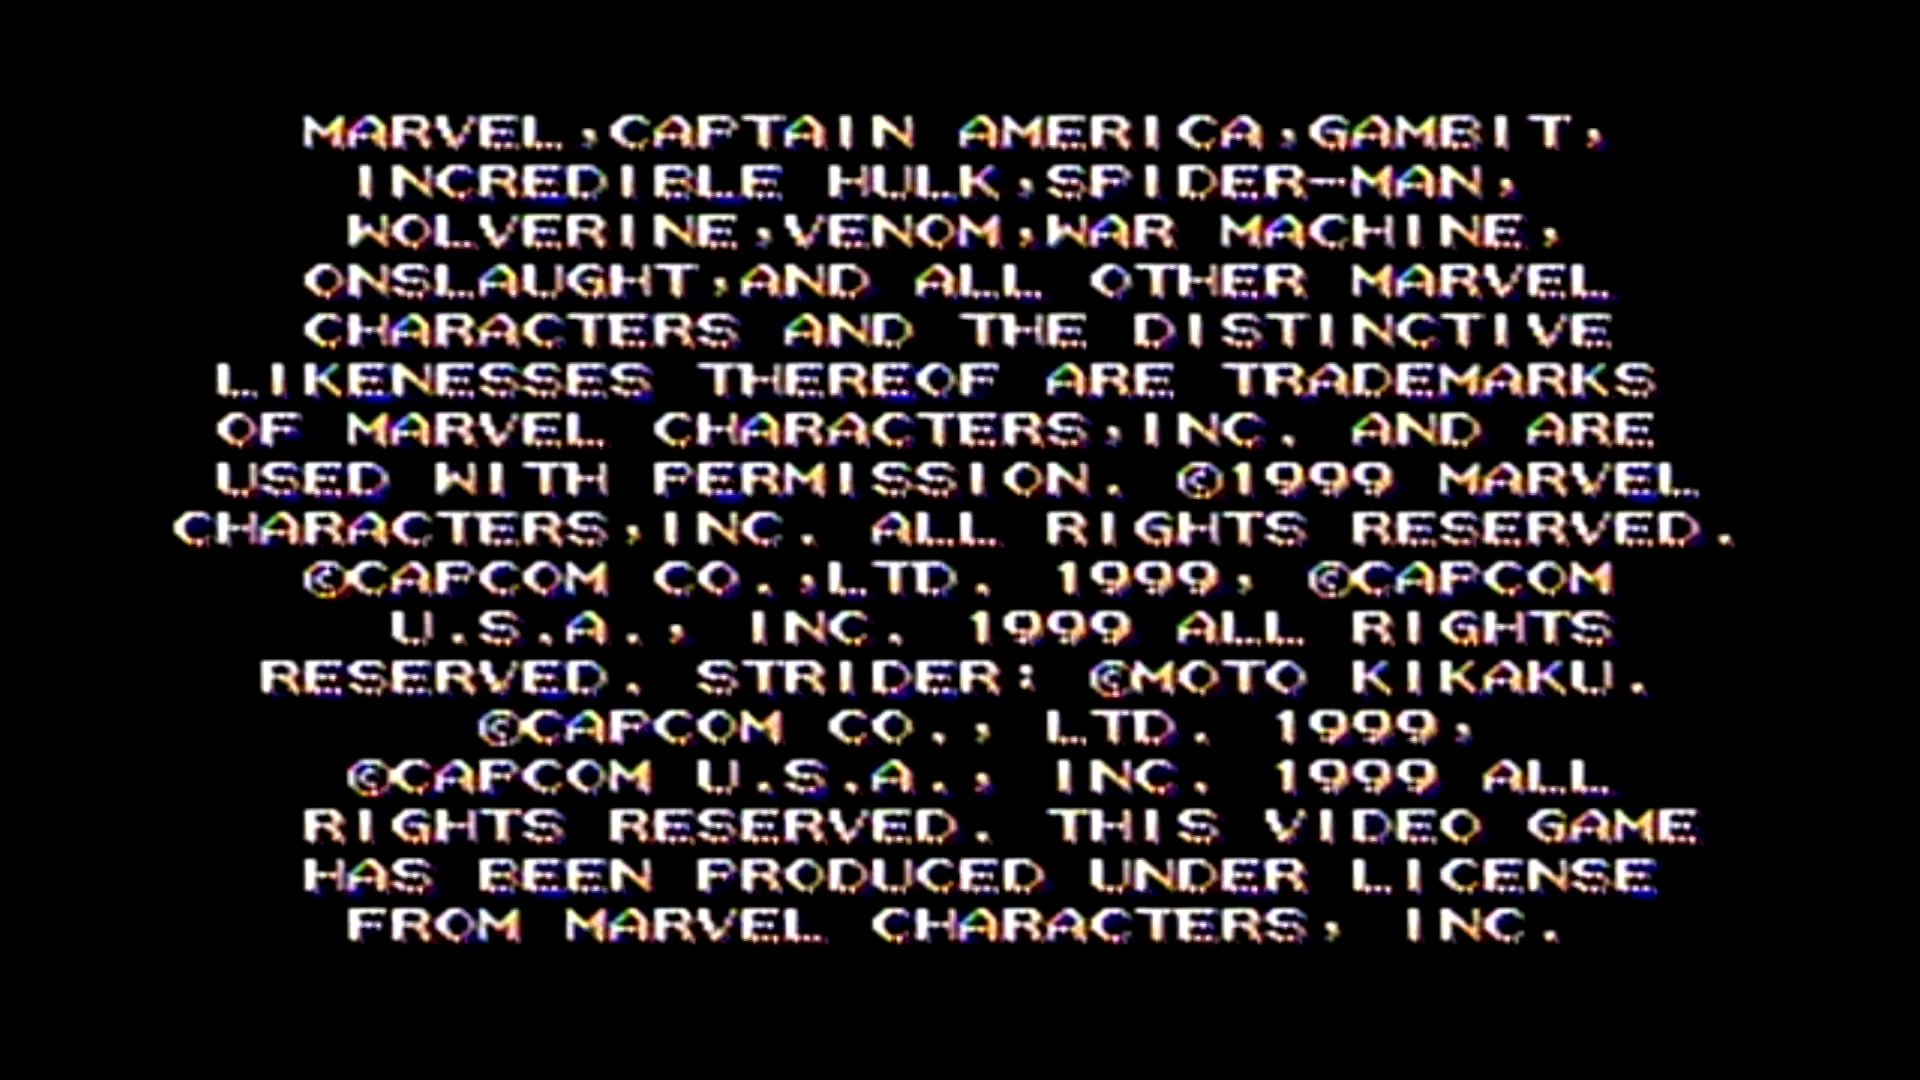 MARVEL,CAPTAIN AMERICA,GAMBIT,
INCREDIBLE HULK,SPIDER-MAN,
WOLVERINE,VENOM,WAR MACHINE,
ONSLAUGHT,AND ALL OTHER MARVEL
CHARACTERS AND THE DISTINCTIVE
LIKENESSES THEREOF ARE TRADEMARKS
OF MARVEL CHARACTERS,INC. AND ARE
USED WITH PERMISSION. ©1999 MARVEL
CHARACTERS,INC. ALL RIGHTS RESERVED.
©CAPCOM CO.,LTD. 1999, ©CAPCOM
U.S.A., INC. 1999 ALL RIGHTS
RESERVED. STRIDER: ©MOTO KIKAKU.
©CAPCOM CO., LTD. 1999,
©CAPCOM U.S.A., INC. 1999 ALL
RIGHTS RESERVED. THIS VIDEO GAME
HAS BEEN PRODUCED UNDER LICENSE
FROM MARVEL CHARACTERS, INC.